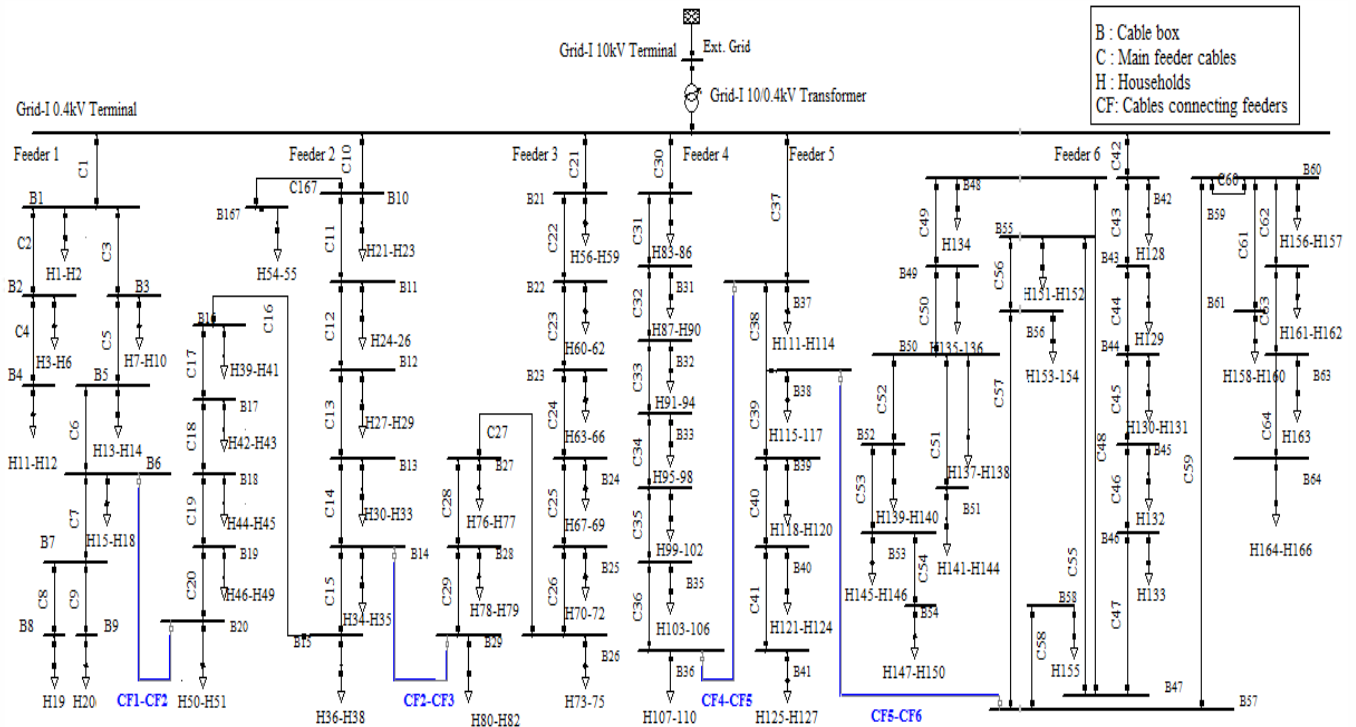 Ext. Grid
Grid-I 10kV Terminal
Grid-I 10/0.4kV Transformer
B : Cable box
C : Main feeder cables
H : Households
CF: Cables connecting feeders
Grid-I 0.4kV Terminal
Feeder 1
C1
B1
C2
C3
H1-H2
B2
B3
H3-H6
H7-H10
C4
C5
B4
B5
H11-H12
H13-H14
C6
B6
H15-H18
C7
B7
C8
C9
B8
B9
H19
H20
CF1-CF2
Feeder 2
C10
C167
B167
H54-55
B10
H21-H23
C11
B11
H24-26
C12
B12
H27-H29
C13
B13
H30-H33
C14
B14
H34-H35
C15
B15
H36-H38
C16
B16
H39-H41
C17
B17
H42-H43
C18
B18
H44-H45
C19
B19
H46-H49
C20
B20
H50-H51
CF2-CF3
Feeder 3
C21
B21
H56-H59
C22
B22
H60-62
C23
B23
H63-66
C24
B24
H67-69
C25
B25
H70-72
C26
B26
H73-75
C27
B27
H76-H77
C28
B28
H78-H79
C29
B29
H80-H82
Feeder 4
C30
C31
H83-86
B31
C32
H87-H90
B32
C33
H91-94
B33
C34
H95-98
C35
H99-102
B35
C36
H103-106
B36
H107-110
CF4-CF5
Feeder 5
C37
B37
H111-H114
C38
B38
H115-117
C39
B39
H118-H120
C40
B40
H121-H124
C41
B41
H125-H127
CF5-CF6
Feeder 6
C42
B42
H128
C43
B43
H129
C44
B44
H130-H131
C45
B45
H132
C46
B46
H133
C47
B47
C48
B48
H134
C49
B49
H135-136
C50
B50
H137-H138
C51
B51
H141-H144
C52
B52
H139-H140
C53
B53
H145-H146
C54
B54
H147-H150
C55
B55
H151-H152
C56
B56
H153-154
C57
B57
C58
B58
H155
C59
B59
C60
B60
H156-H157
C61
B61
H158-H160
C62
H161-H162
C63
B63
H163
C64
B64
H164-H166